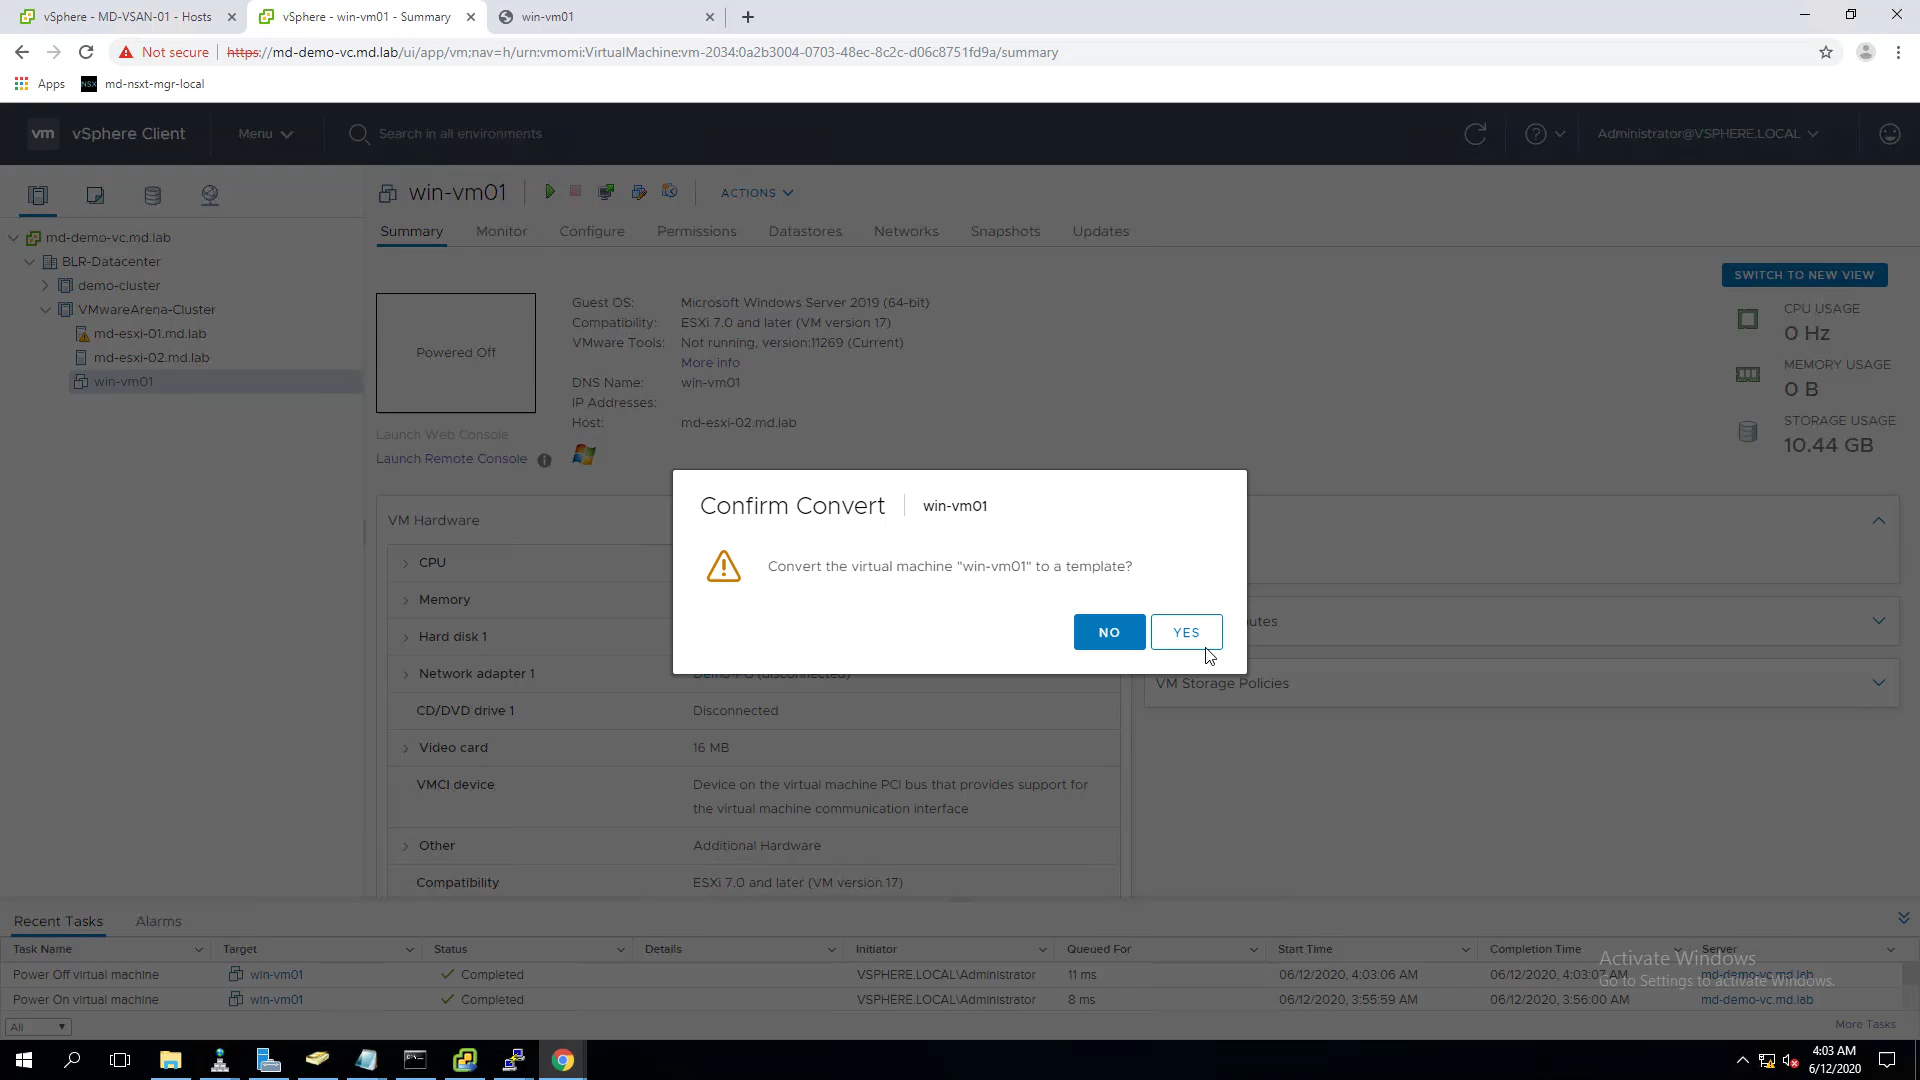 vSphere - MD-VSAN-01 - Hosts
vSphere - win-vm01 - Summary
win-vm01
Not secure
https://md-demo-vc.md.lab/ui/app/vm;nav=h/urn:vmomi:VirtualMachine:vm-2034:0a2b3004-0703-48ec-8c2c-d06c8751fd9a/summary
Apps
NSX
md-nsxt-mgr-local
vm vSphere Client
Menu
Search in all environments
Administrator@VSPHERE.LOCAL
md-demo-vc.md.lab
BLR-Datacenter
demo-cluster
VMwareArena-Cluster
md-esxi-01.md.lab
md-esxi-02.md.lab
win-vm01
win-vm01
ACTIONS
Summary Monitor Configure Permissions Datastores Networks Snapshots Updates
SWITCH TO NEW VIEW
Powered Off
Launch Web Console
Launch Remote Console
Guest OS: Microsoft Windows Server 2019 (64-bit)
Compatibility: ESXi 7.0 and later (VM version 17)
VMware Tools: Not running, version:11269 (Current)
More info
DNS Name: win-vm01
IP Addresses:
Host: md-esxi-02.md.lab
CPU USAGE
0 Hz
MEMORY USAGE
0 B
STORAGE USAGE
10.44 GB
Confirm Convert win-vm01
Convert the virtual machine "win-vm01" to a template?
NO YES
VM Hardware
CPU
Memory
Hard disk 1
Network adapter 1 Demo-PG (disconnected)
CD/DVD drive 1 Disconnected
Video card 16 MB
VMCI device Device on the virtual machine PCI bus that provides support for
the virtual machine communication interface
Other Additional Hardware
Compatibility ESXi 7.0 and later (VM version 17)
utes
VM Storage Policies
Recent Tasks Alarms
Task Name Target Status Details Initiator Queued For Start Time Completion Time Server
Power Off virtual machine win-vm01 Completed VSPHERE.LOCAL\Administrator 11 ms 06/12/2020, 4:03:06 AM 06/12/2020, 4:03:07 AM md-demo-vc.md.lab
Power On virtual machine win-vm01 Completed VSPHERE.LOCAL\Administrator 8 ms 06/12/2020, 3:55:59 AM 06/12/2020, 3:56:00 AM md-demo-vc.md.lab
Activate Windows
Go to Settings to activate Windows.
All
More Tasks
4:03 AM
6/12/2020